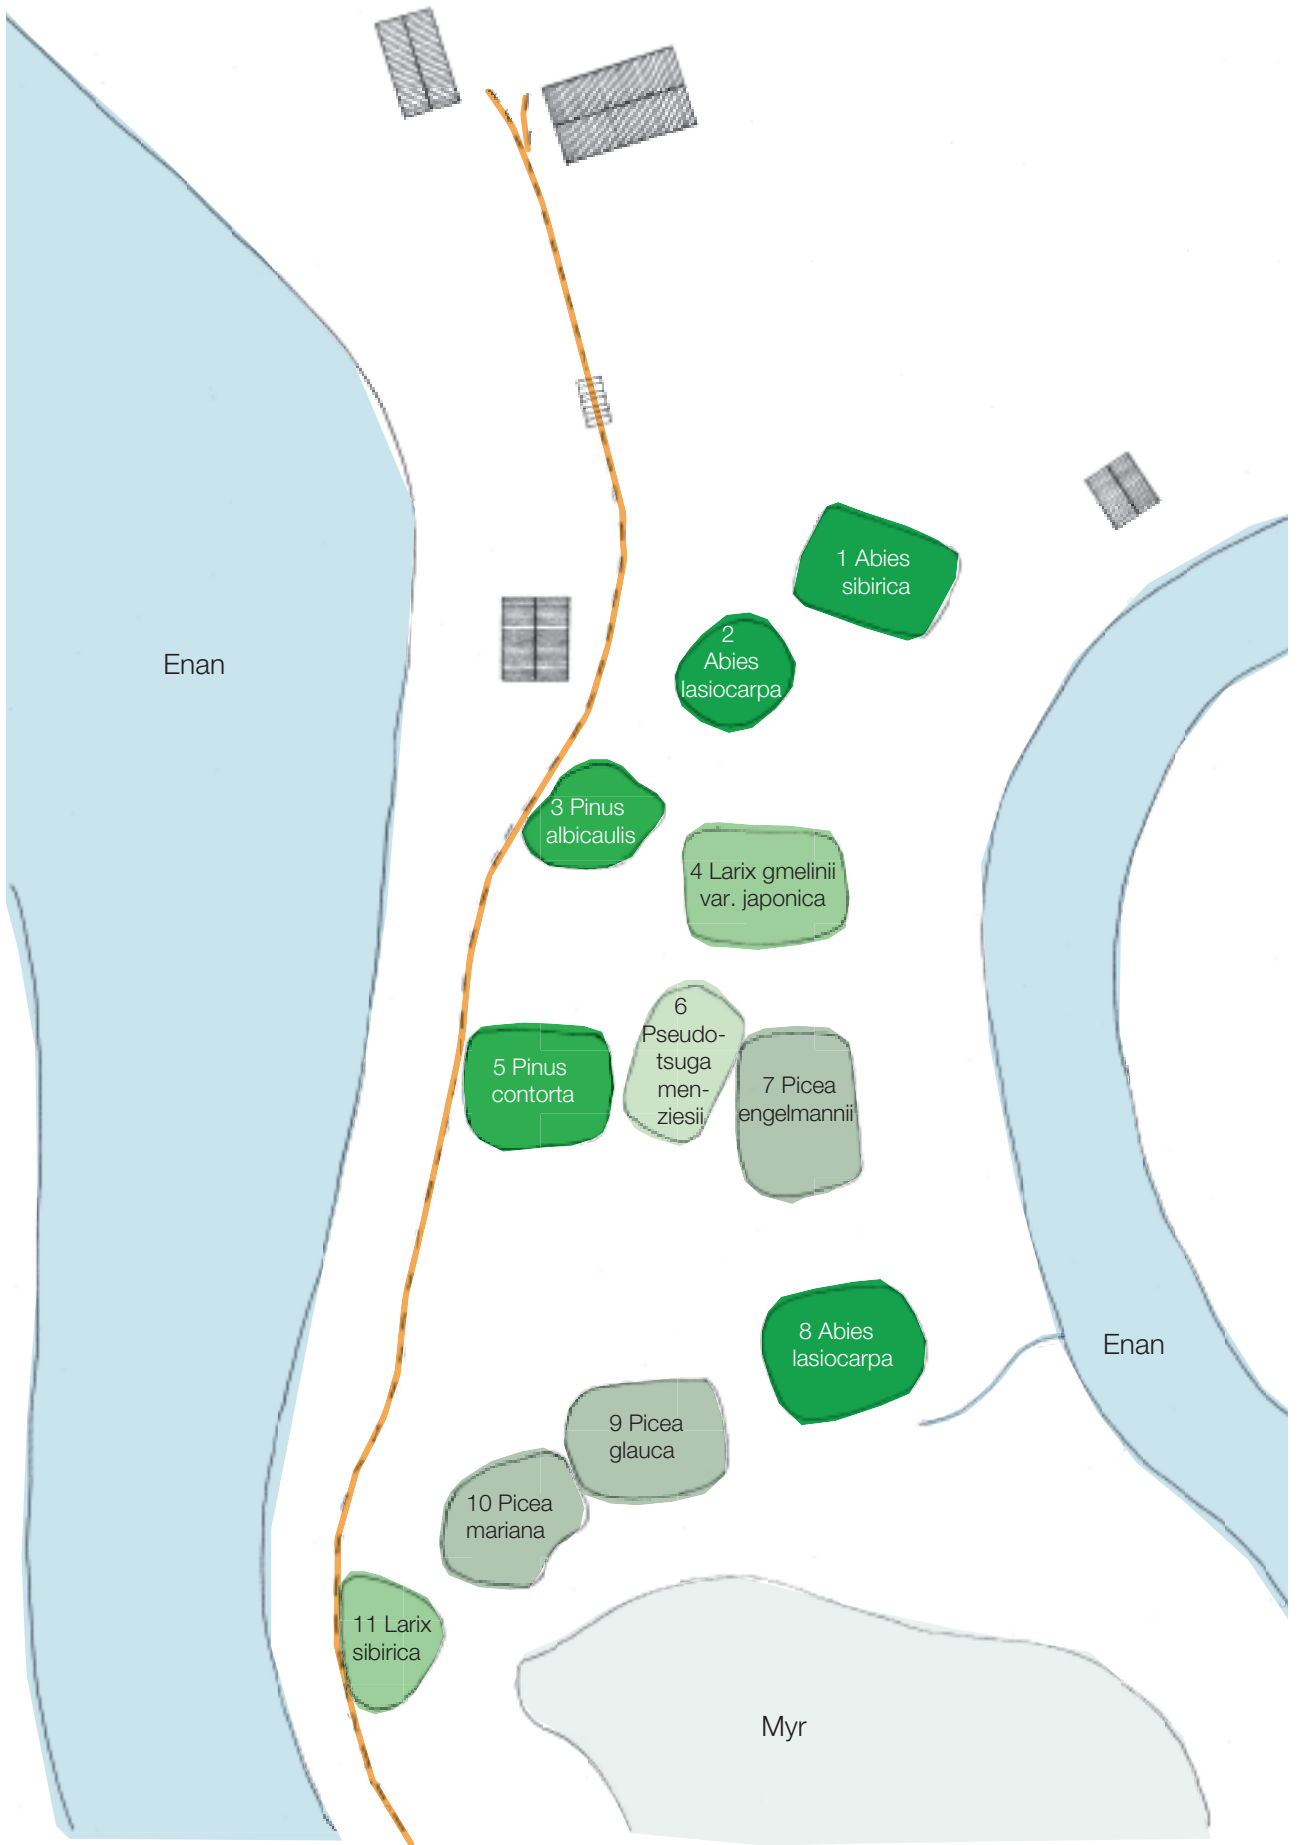 1 Abies
sibirica
2
Abies
lasiocarpa
Enan
3 Pinus
albicaulis
4 Larix gmelinii
var. japonica
5 Pinus
contorta
6
Pseudo-
tsuga
men-
ziesii
7 Picea
engelmannii
8 Abies
lasiocarpa
Enan
9 Picea
glauca
10 Picea
mariana
11 Larix
sibirica
Myr